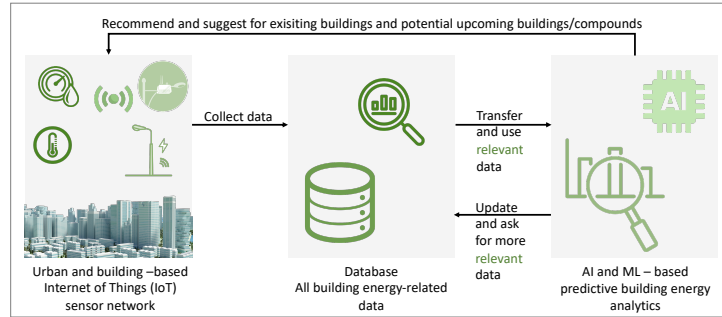 Recommend and suggest for exisiting buildings and potential upcoming buildings/compounds
Collect data
Transfer
and use
relevant
data
AI
Update
and ask
for more
relevant
data
Urban and building –based
Internet of Things (IoT)
sensor network
Database
All building energy-related
data
AI and ML – based
predictive building energy
analytics